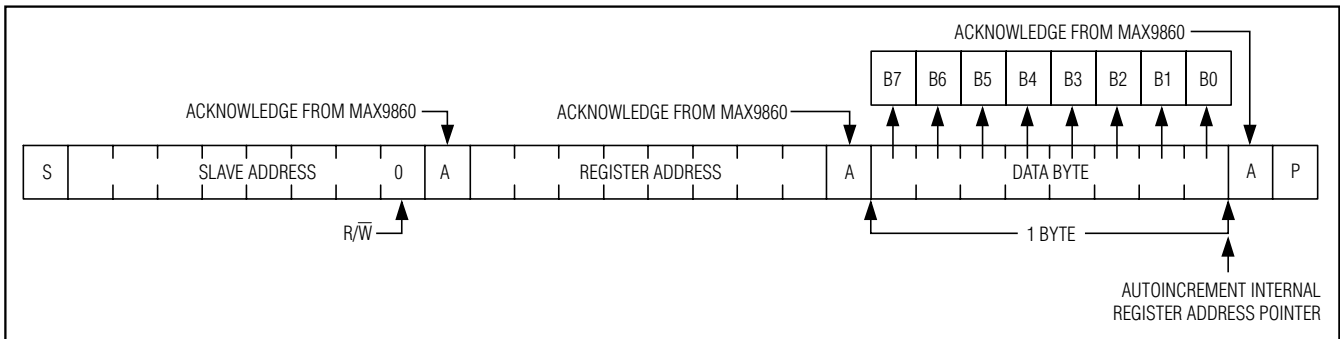 ACKNOWLEDGE FROM MAX9860
B7 B6 B5 B4 B3 B2 B1 B0
ACKNOWLEDGE FROM MAX9860
ACKNOWLEDGE FROM MAX9860
S SLAVE ADDRESS 0 A REGISTER ADDRESS A DATA BYTE A P
R/W̅
1 BYTE
AUTOINCREMENT INTERNAL
REGISTER ADDRESS POINTER